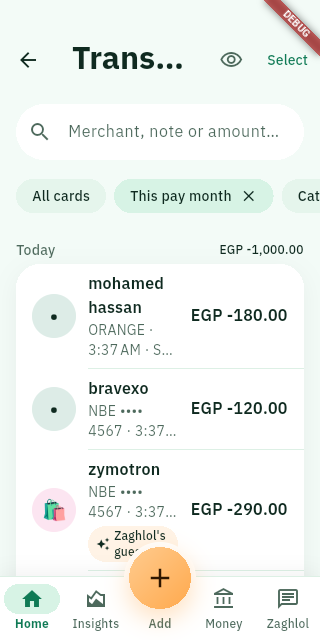 DEBUG
Trans...
Select
Merchant, note or amount...
All cards
This pay month
Cat
Today
EGP -1,000.00
mohamed
hassan
EGP -180.00
ORANGE ·
3:37 AM · S...
bravexo
EGP -120.00
NBE ••••
4567 · 3:37...
zymotron
NBE ••••
4567 · 3:37...
EGP -290.00
Zaghlol's
Home
Insights
Add
Money
Zaghlol